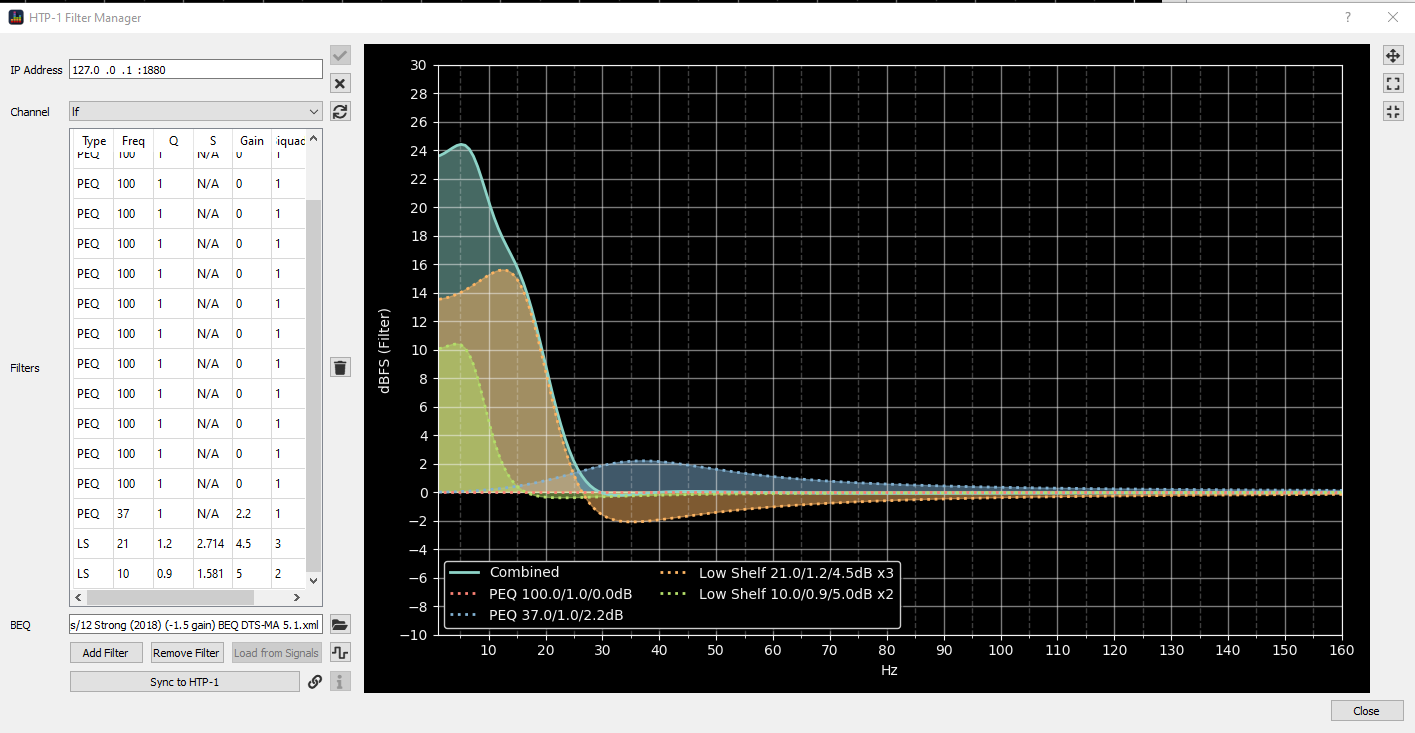 HTP-1 Filter Manager
?
IP Address 127.0 .0 .1 :1880
Channel lf
Type Freq Q S Gain iquad
PEQ 100 1 N/A 0 1
PEQ 100 1 N/A 0 1
PEQ 100 1 N/A 0 1
PEQ 100 1 N/A 0 1
PEQ 100 1 N/A 0 1
PEQ 100 1 N/A 0 1
PEQ 100 1 N/A 0 1
PEQ 100 1 N/A 0 1
PEQ 100 1 N/A 0 1
PEQ 100 1 N/A 0 1
PEQ 100 1 N/A 0 1
PEQ 100 1 N/A 0 1
PEQ 37 1 N/A 2.2 1
LS 21 1.2 2.714 4.5 3
LS 10 0.9 1.581 5 2
Filters
BEQ s/12 Strong (2018) (-1.5 gain) BEQ DTS-MA 5.1.xml
Add Filter Remove Filter Load from Signals
Sync to HTP-1
30
28
26
24
22
20
18
16
14
12
10
8
6
4
2
0
−2
−4
−6
−8
−10
dBFS (Filter)
Combined
PEQ 100.0/1.0/0.0dB
PEQ 37.0/1.0/2.2dB
Low Shelf 21.0/1.2/4.5dB x3
Low Shelf 10.0/0.9/5.0dB x2
10 20 30 40 50 60 70 80 90 100 110 120 130 140 150 160
Hz
Close